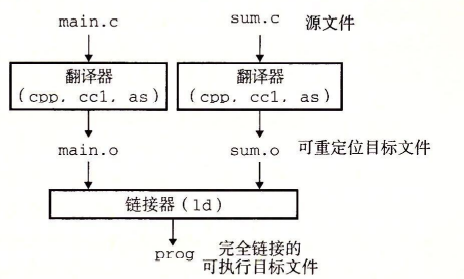 main.c sum.c 源文件
翻译器 翻译器
(cpp, cc1, as) (cpp, cc1, as)
main.o sum.o 可重定位目标文件
链接器(ld)
prog 完全链接的
可执行目标文件